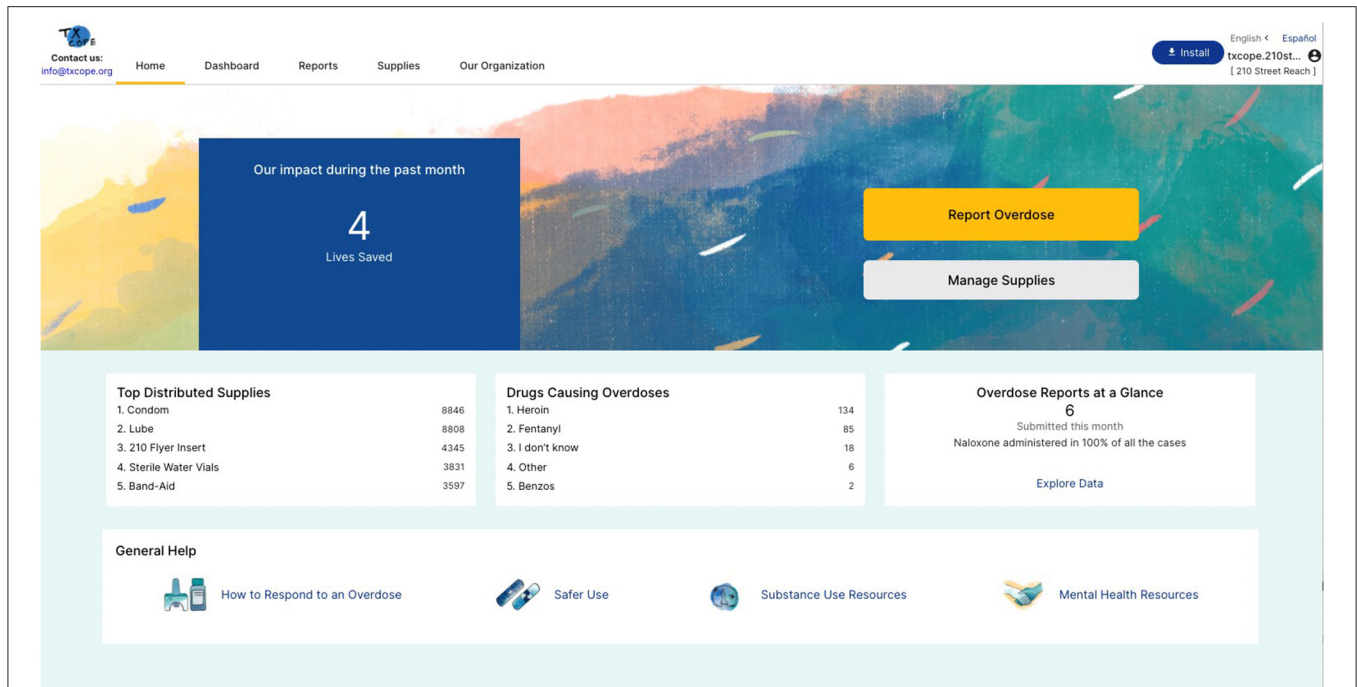 TX
COPE
Contact us:
info@txcope.org
Home
Dashboard
Reports
Supplies
Our Organization
Install
English < Español
txcope.210st...
[ 210 Street Reach ]
Our impact during the past month
4
Lives Saved
Report Overdose
Manage Supplies
Top Distributed Supplies
1. Condom 8846
2. Lube 8808
3. 210 Flyer Insert 4345
4. Sterile Water Vials 3831
5. Band-Aid 3597
Drugs Causing Overdoses
1. Heroin 134
2. Fentanyl 85
3. I don't know 18
4. Other 6
5. Benzos 2
Overdose Reports at a Glance
6
Submitted this month
Naloxone administered in 100% of all the cases
Explore Data
General Help
How to Respond to an Overdose
Safer Use
Substance Use Resources
Mental Health Resources